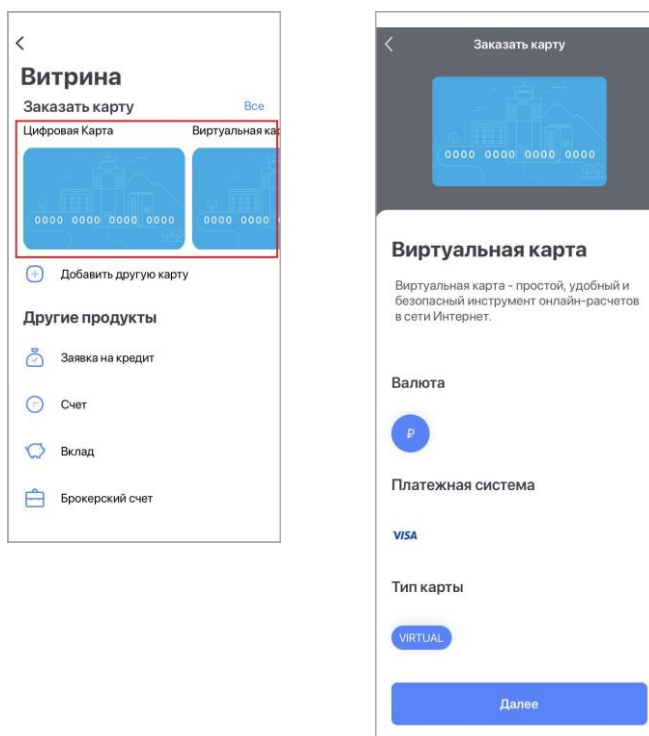 Витрина
Заказать карту Все
Цифровая Карта Виртуальная
0000 0000 0000 0000 0000 0000
Добавить другую карту
Другие продукты
Заявка на кредит
Счет
Вклад
Брокерский счет
Заказать карту
0000 0000 0000 0000
Виртуальная карта
Виртуальная карта - простой, удобный и
безопасный инструмент онлайн-расчетов
в сети Интернет.
Валюта
₽
Платежная система
VISA
Тип карты
VIRTUAL
Далее